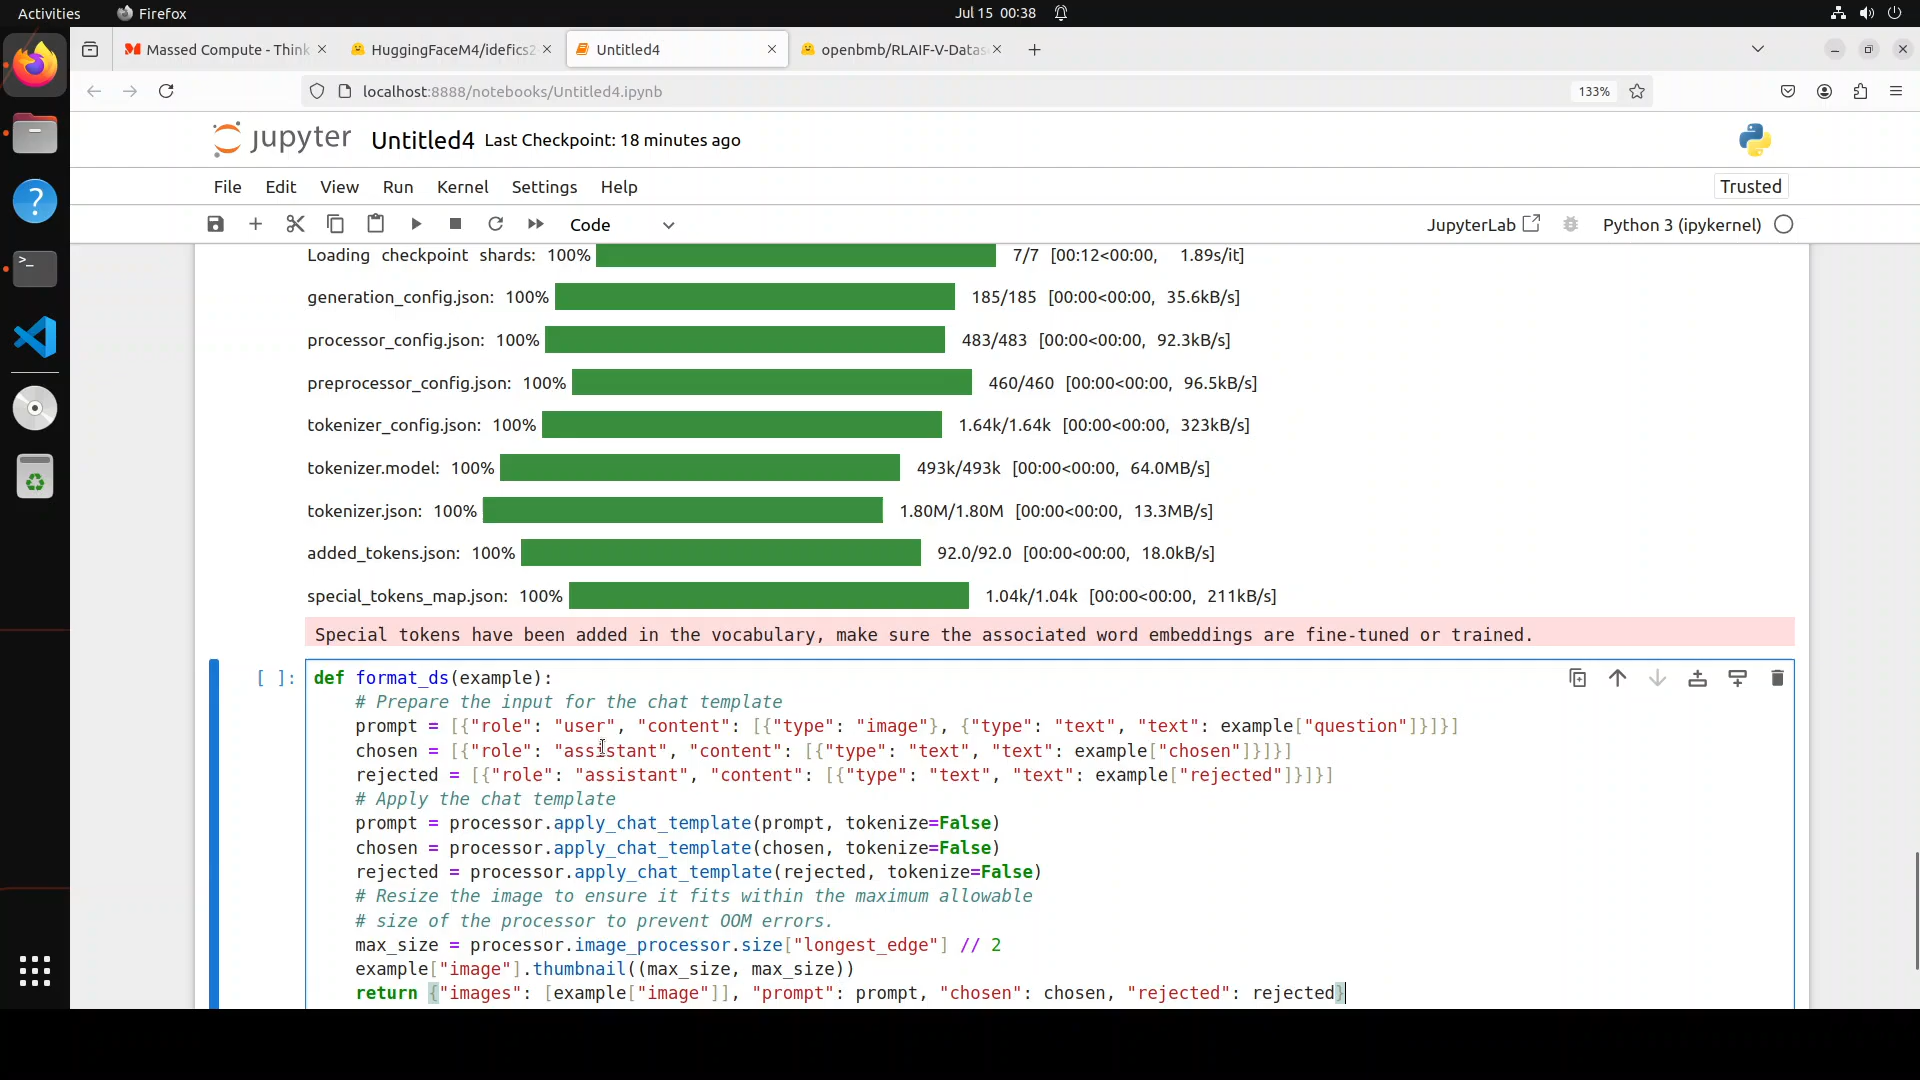 Activities Firefox Jul 15 00:38
Massed Compute - Think HuggingFaceM4/idefics2 Untitled4 openbmb/RLAIF-V-Datas
localhost:8888/notebooks/Untitled4.ipynb 133%
jupyter Untitled4 Last Checkpoint: 18 minutes ago
File Edit View Run Kernel Settings Help Trusted
Code JupyterLab Python 3 (ipykernel)
Loading checkpoint shards: 100% 7/7 [00:12<00:00, 1.89s/it]
generation_config.json: 100% 185/185 [00:00<00:00, 35.6kB/s]
processor_config.json: 100% 483/483 [00:00<00:00, 92.3kB/s]
preprocessor_config.json: 100% 460/460 [00:00<00:00, 96.5kB/s]
tokenizer_config.json: 100% 1.64k/1.64k [00:00<00:00, 323kB/s]
tokenizer.model: 100% 493k/493k [00:00<00:00, 64.0MB/s]
tokenizer.json: 100% 1.80M/1.80M [00:00<00:00, 13.3MB/s]
added_tokens.json: 100% 92.0/92.0 [00:00<00:00, 18.0kB/s]
special_tokens_map.json: 100% 1.04k/1.04k [00:00<00:00, 211kB/s]
Special tokens have been added in the vocabulary, make sure the associated word embeddings are fine-tuned or trained.
[ ]: def format_ds(example):
# Prepare the input for the chat template
prompt = [{"role": "user", "content": [{"type": "image"}, {"type": "text", "text": example["question"]}]}]
chosen = [{"role": "assistant", "content": [{"type": "text", "text": example["chosen"]}]}]
rejected = [{"role": "assistant", "content": [{"type": "text", "text": example["rejected"]}]}]
# Apply the chat template
prompt = processor.apply_chat_template(prompt, tokenize=False)
chosen = processor.apply_chat_template(chosen, tokenize=False)
rejected = processor.apply_chat_template(rejected, tokenize=False)
# Resize the image to ensure it fits within the maximum allowable
# size of the processor to prevent OOM errors.
max_size = processor.image_processor.size["longest_edge"] // 2
example["image"].thumbnail((max_size, max_size))
return {"images": [example["image"]], "prompt": prompt, "chosen": chosen, "rejected": rejected}